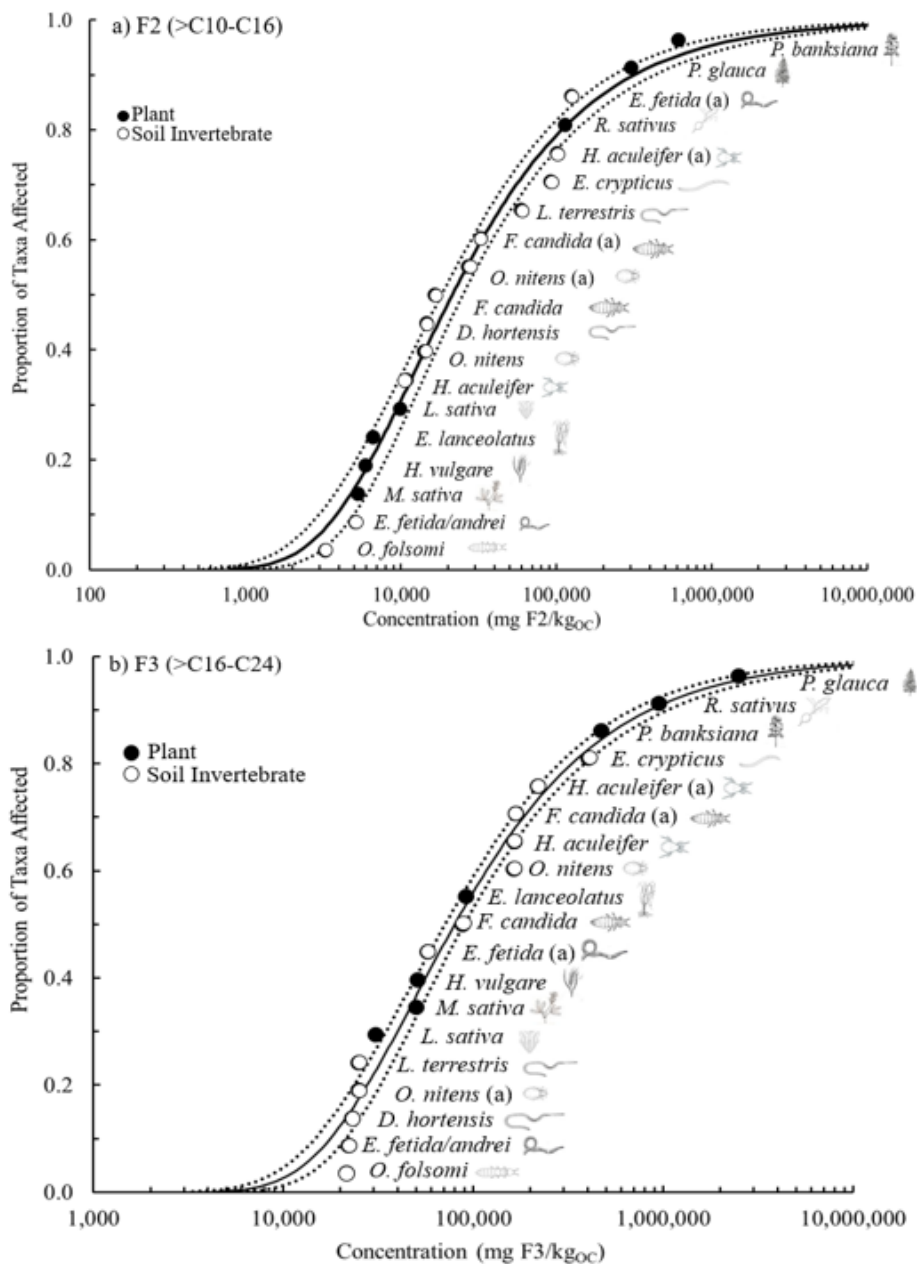 a) F2 (>C10-C16)
Plant
Soil Invertebrate
Proportion of Taxa Affected
1.0
0.8
0.6
0.4
0.2
0.0
P. banksiana
P. glauca
E. fetida (a)
R. sativus
H. aculeifer (a)
E. crypticus
L. terrestris
F. candida (a)
O. nitens (a)
F. candida
D. hortensis
O. nitens
H. aculeifer
L. sativa
E. lanceolatus
H. vulgare
M. sativa
E. fetida/andrei
O. folsomi
100 1,000 10,000 100,000 1,000,000 10,000,000
Concentration (mg F2/kgOC)
b) F3 (>C16-C24)
Plant
Soil Invertebrate
Proportion of Taxa Affected
1.0
0.8
0.6
0.4
0.2
0.0
P. glauca
R. sativus
P. banksiana
E. crypticus
H. aculeifer (a)
F. candida (a)
H. aculeifer
O. nitens
E. lanceolatus
F. candida
E. fetida (a)
H. vulgare
M. sativa
L. sativa
L. terrestris
O. nitens (a)
D. hortensis
E. fetida/andrei
O. folsomi
1,000 10,000 100,000 1,000,000 10,000,000
Concentration (mg F3/kgOC)